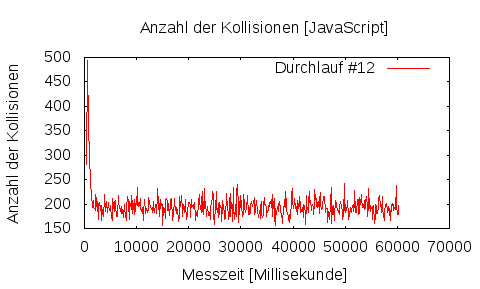 Anzahl der Kollisionen [JavaScript]
Durchlauf #12
Anzahl der Kollisionen
500
450
400
350
300
250
200
150
0 10000 20000 30000 40000 50000 60000 70000
Messzeit [Millisekunde]